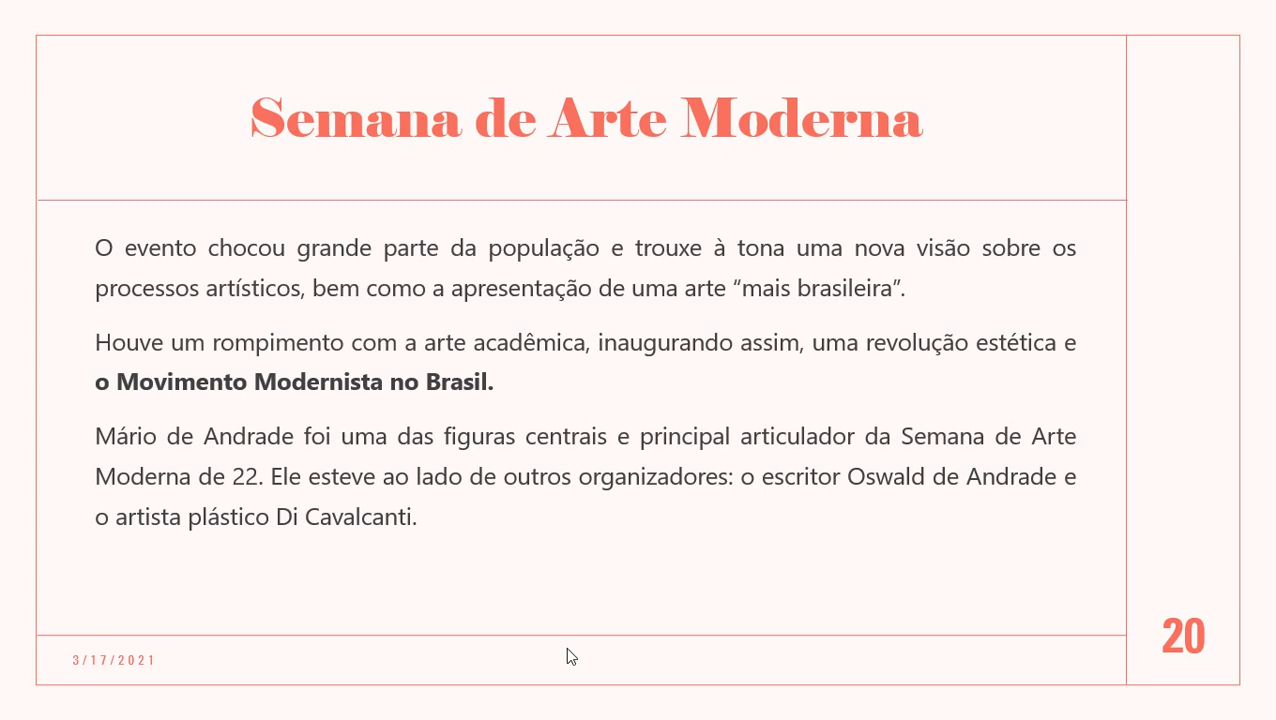 Semana de Arte Moderna
O evento chocou grande parte da população e trouxe à tona uma nova visão sobre os
processos artísticos, bem como a apresentação de uma arte “mais brasileira”.
Houve um rompimento com a arte acadêmica, inaugurando assim, uma revolução estética e
o Movimento Modernista no Brasil.
Mário de Andrade foi uma das figuras centrais e principal articulador da Semana de Arte
Moderna de 22. Ele esteve ao lado de outros organizadores: o escritor Oswald de Andrade e
o artista plástico Di Cavalcanti.
3/17/2021
20